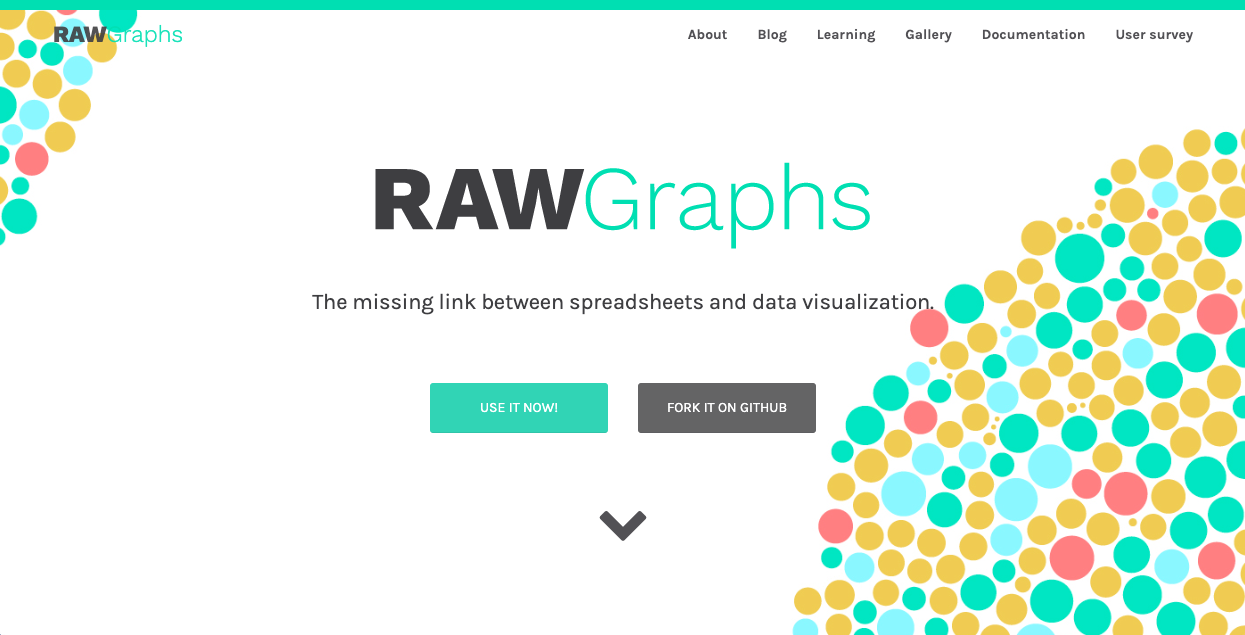 RAWGraphs
About Blog Learning Gallery Documentation User survey
RAWGraphs
The missing link between spreadsheets and data visualization.
USE IT NOW! FORK IT ON GITHUB